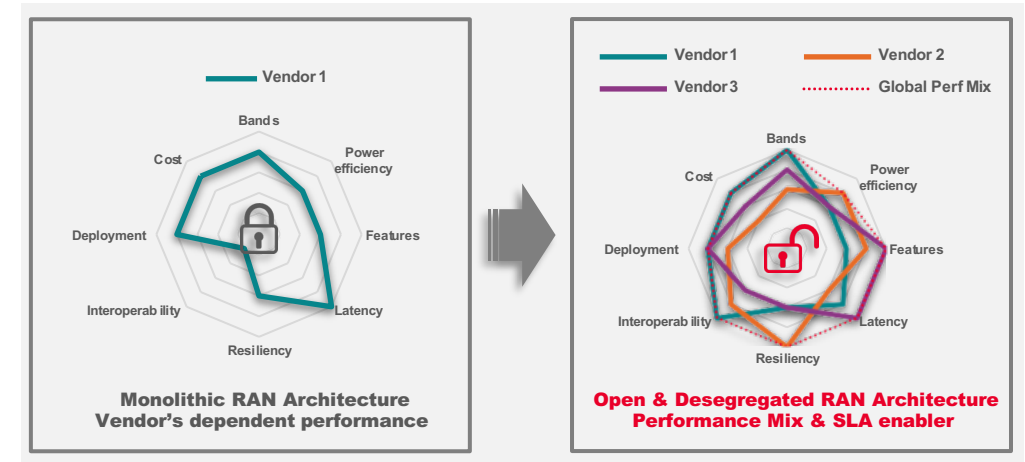 Vendor 1
Bands
Cost
Power
efficiency
Deployment
Features
Interoperability
Latency
Resiliency
Monolithic RAN Architecture
Vendor's dependent performance
Vendor 1
Vendor 2
Vendor 3
Global Perf Mix
Bands
Cost
Power
efficiency
Deployment
Features
Interoperability
Latency
Resiliency
Open & Desegregated RAN Architecture
Performance Mix & SLA enabler